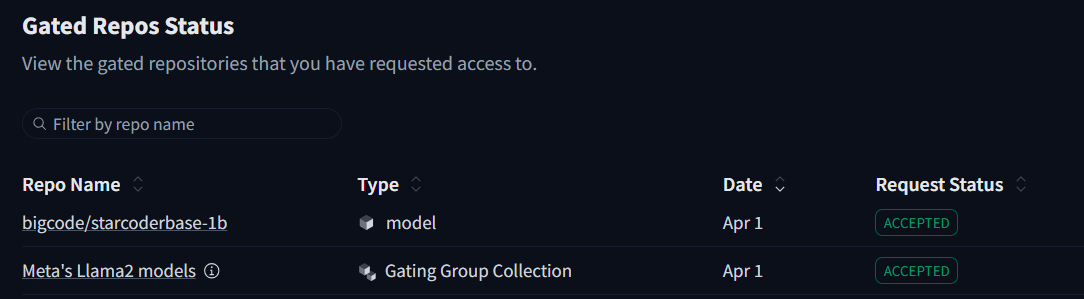 Gated Repos Status
View the gated repositories that you have requested access to.
Filter by repo name
Repo Name Type Date Request Status
bigcode/starcoderbase-1b model Apr 1 ACCEPTED
Meta's Llama2 models Gating Group Collection Apr 1 ACCEPTED